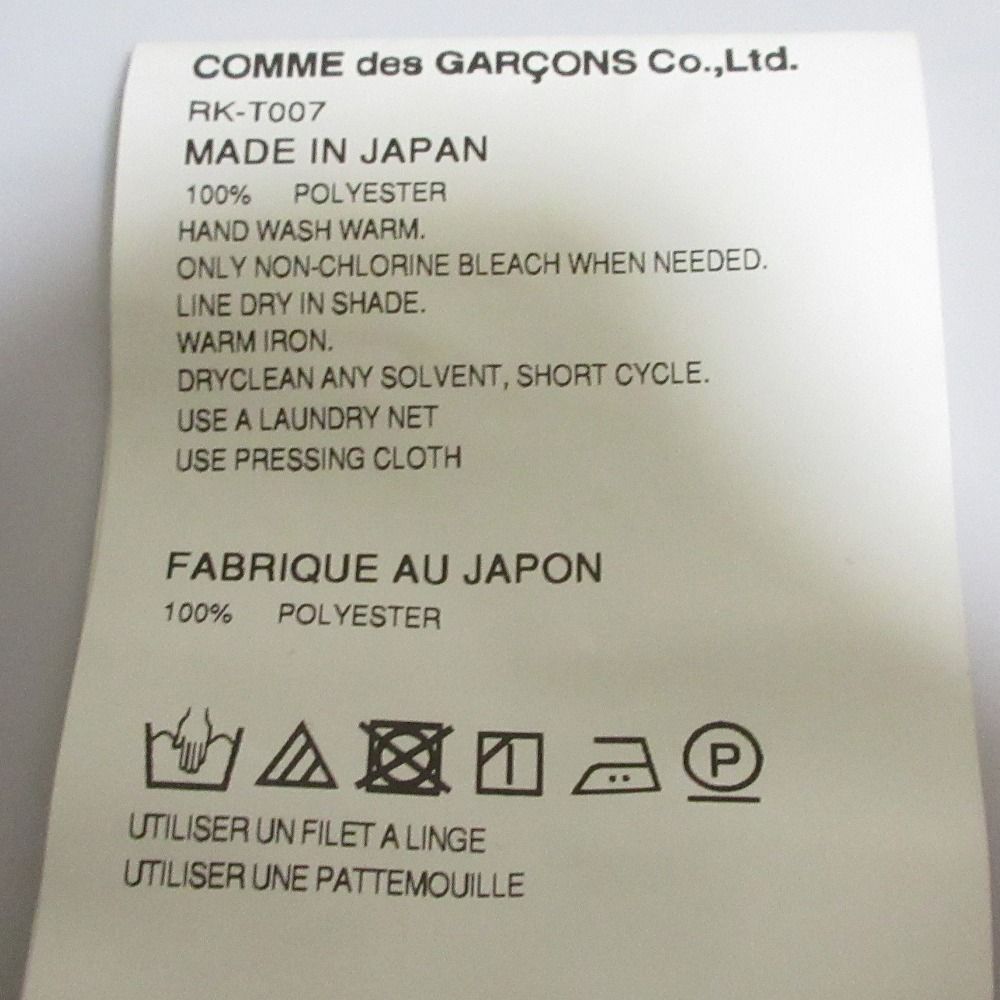 COMME des GARÇONS Co.,Ltd.
RK-T007
MADE IN JAPAN
100% POLYESTER
HAND WASH WARM.
ONLY NON-CHLORINE BLEACH WHEN NEEDED.
LINE DRY IN SHADE.
WARM IRON.
DRYCLEAN ANY SOLVENT, SHORT CYCLE.
USE A LAUNDRY NET
USE PRESSING CLOTH
FABRIQUE AU JAPON
100% POLYESTER
P
UTILISER UN FILET A LINGE
UTILISER UNE PATTEMOUILLE